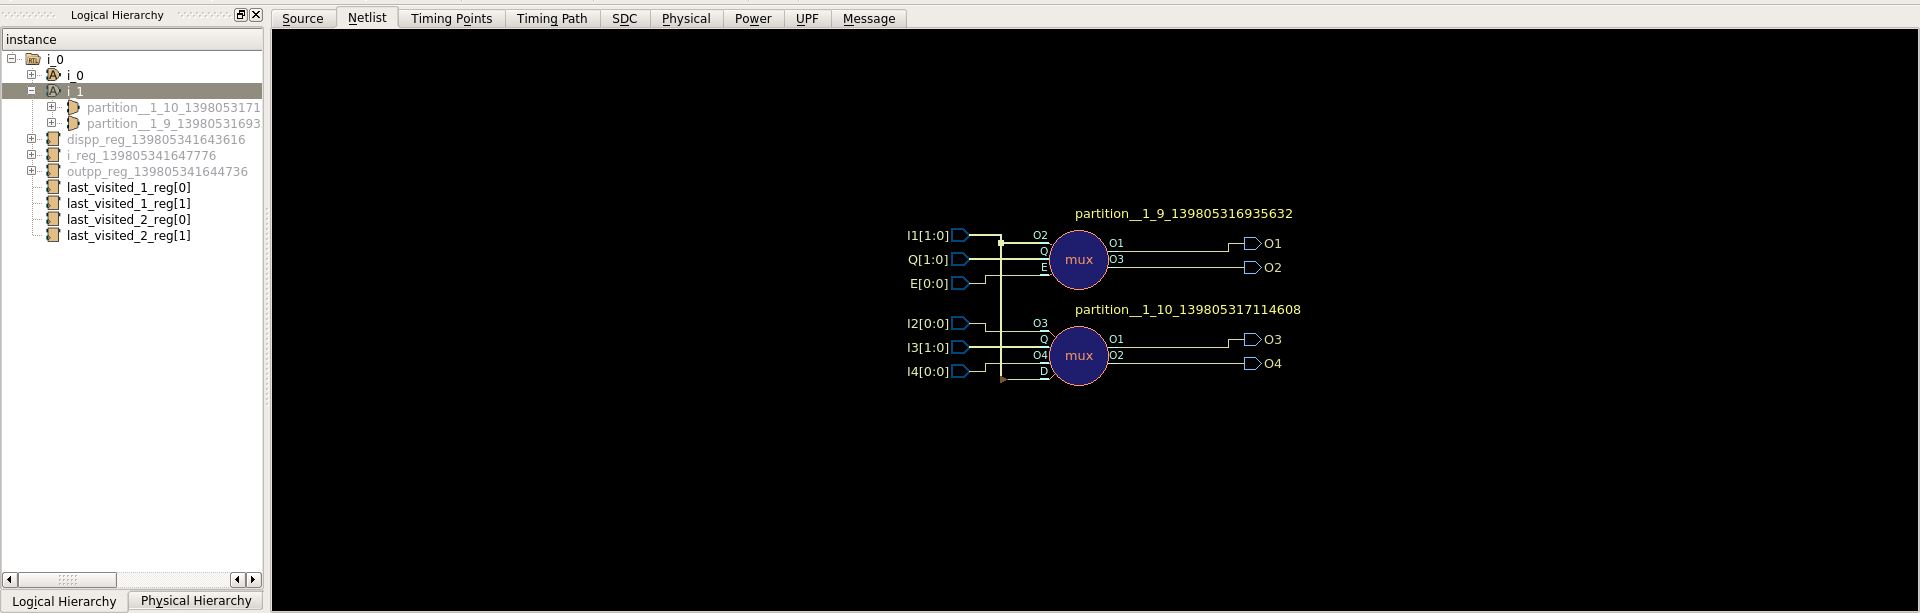 Logical Hierarchy
instance
i_0
i_0
i_1
partition__1_10_1398053171
partition__1_9_1398053169​3
dispp_reg_139805341643616
i_reg_139805341647776
outpp_reg_139805341644736
last_visited_1_reg[0]
last_visited_1_reg[1]
last_visited_2_reg[0]
last_visited_2_reg[1]
Logical Hierarchy Physical Hierarchy
Source Netlist Timing Points Timing Path SDC Physical Power UPF Message
partition__1_9_139805316935632
I1[1:0] O2 O1 O1
Q[1:0] Q mux O3 O2
E[0:0] E
partition__1_10_139805317114608
I2[0:0] O3 O1 O3
I3[1:0] Q mux O2 O4
I4[0:0] O4
D